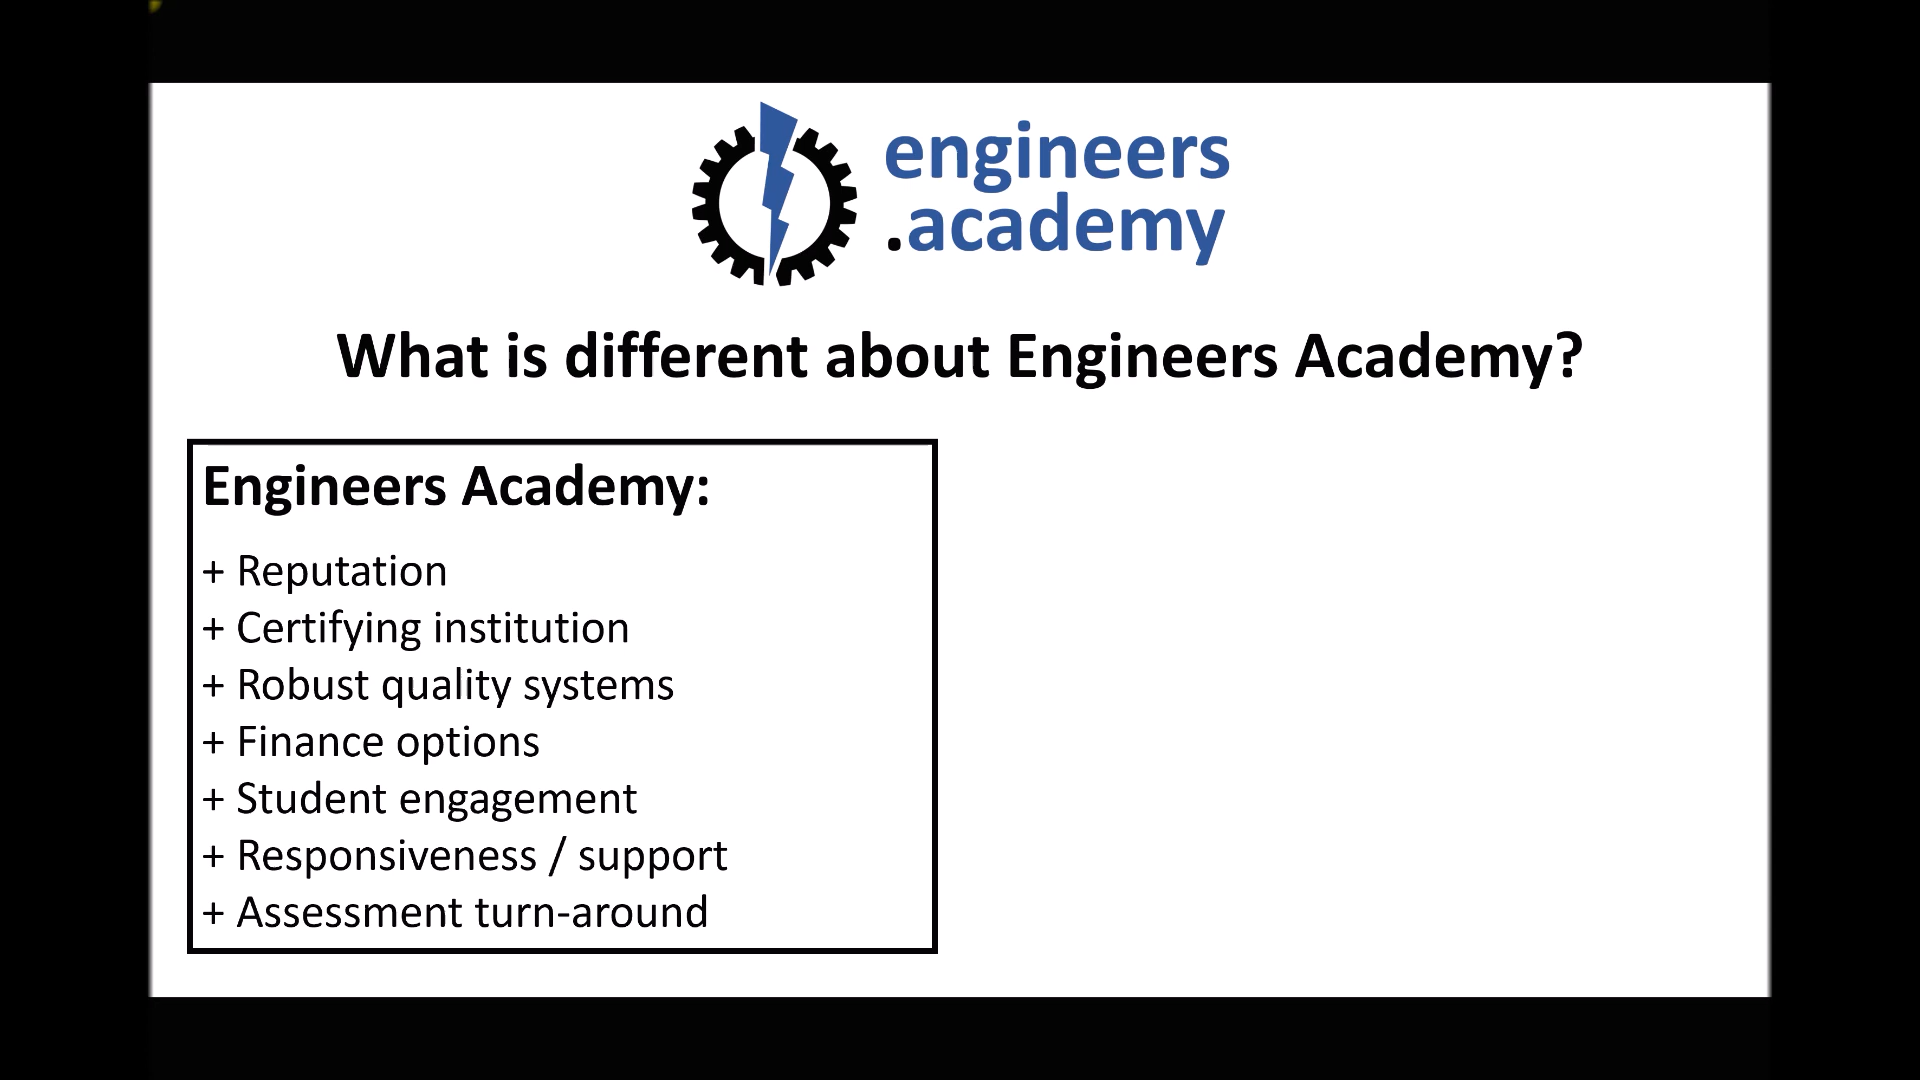 engineers
.academy
What is different about Engineers Academy?
Engineers Academy:
+ Reputation
+ Certifying institution
+ Robust quality systems
+ Finance options
+ Student engagement
+ Responsiveness / support
+ Assessment turn-around